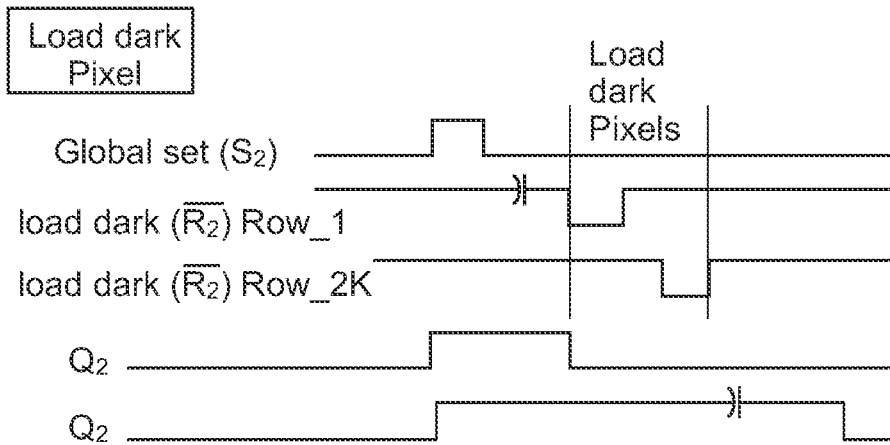 Load dark
Pixel
Load
dark
Pixels
Global set (S₂)
load dark (R̅₂) Row_1
load dark (R̅₂) Row_2K
Q₂
Q₂